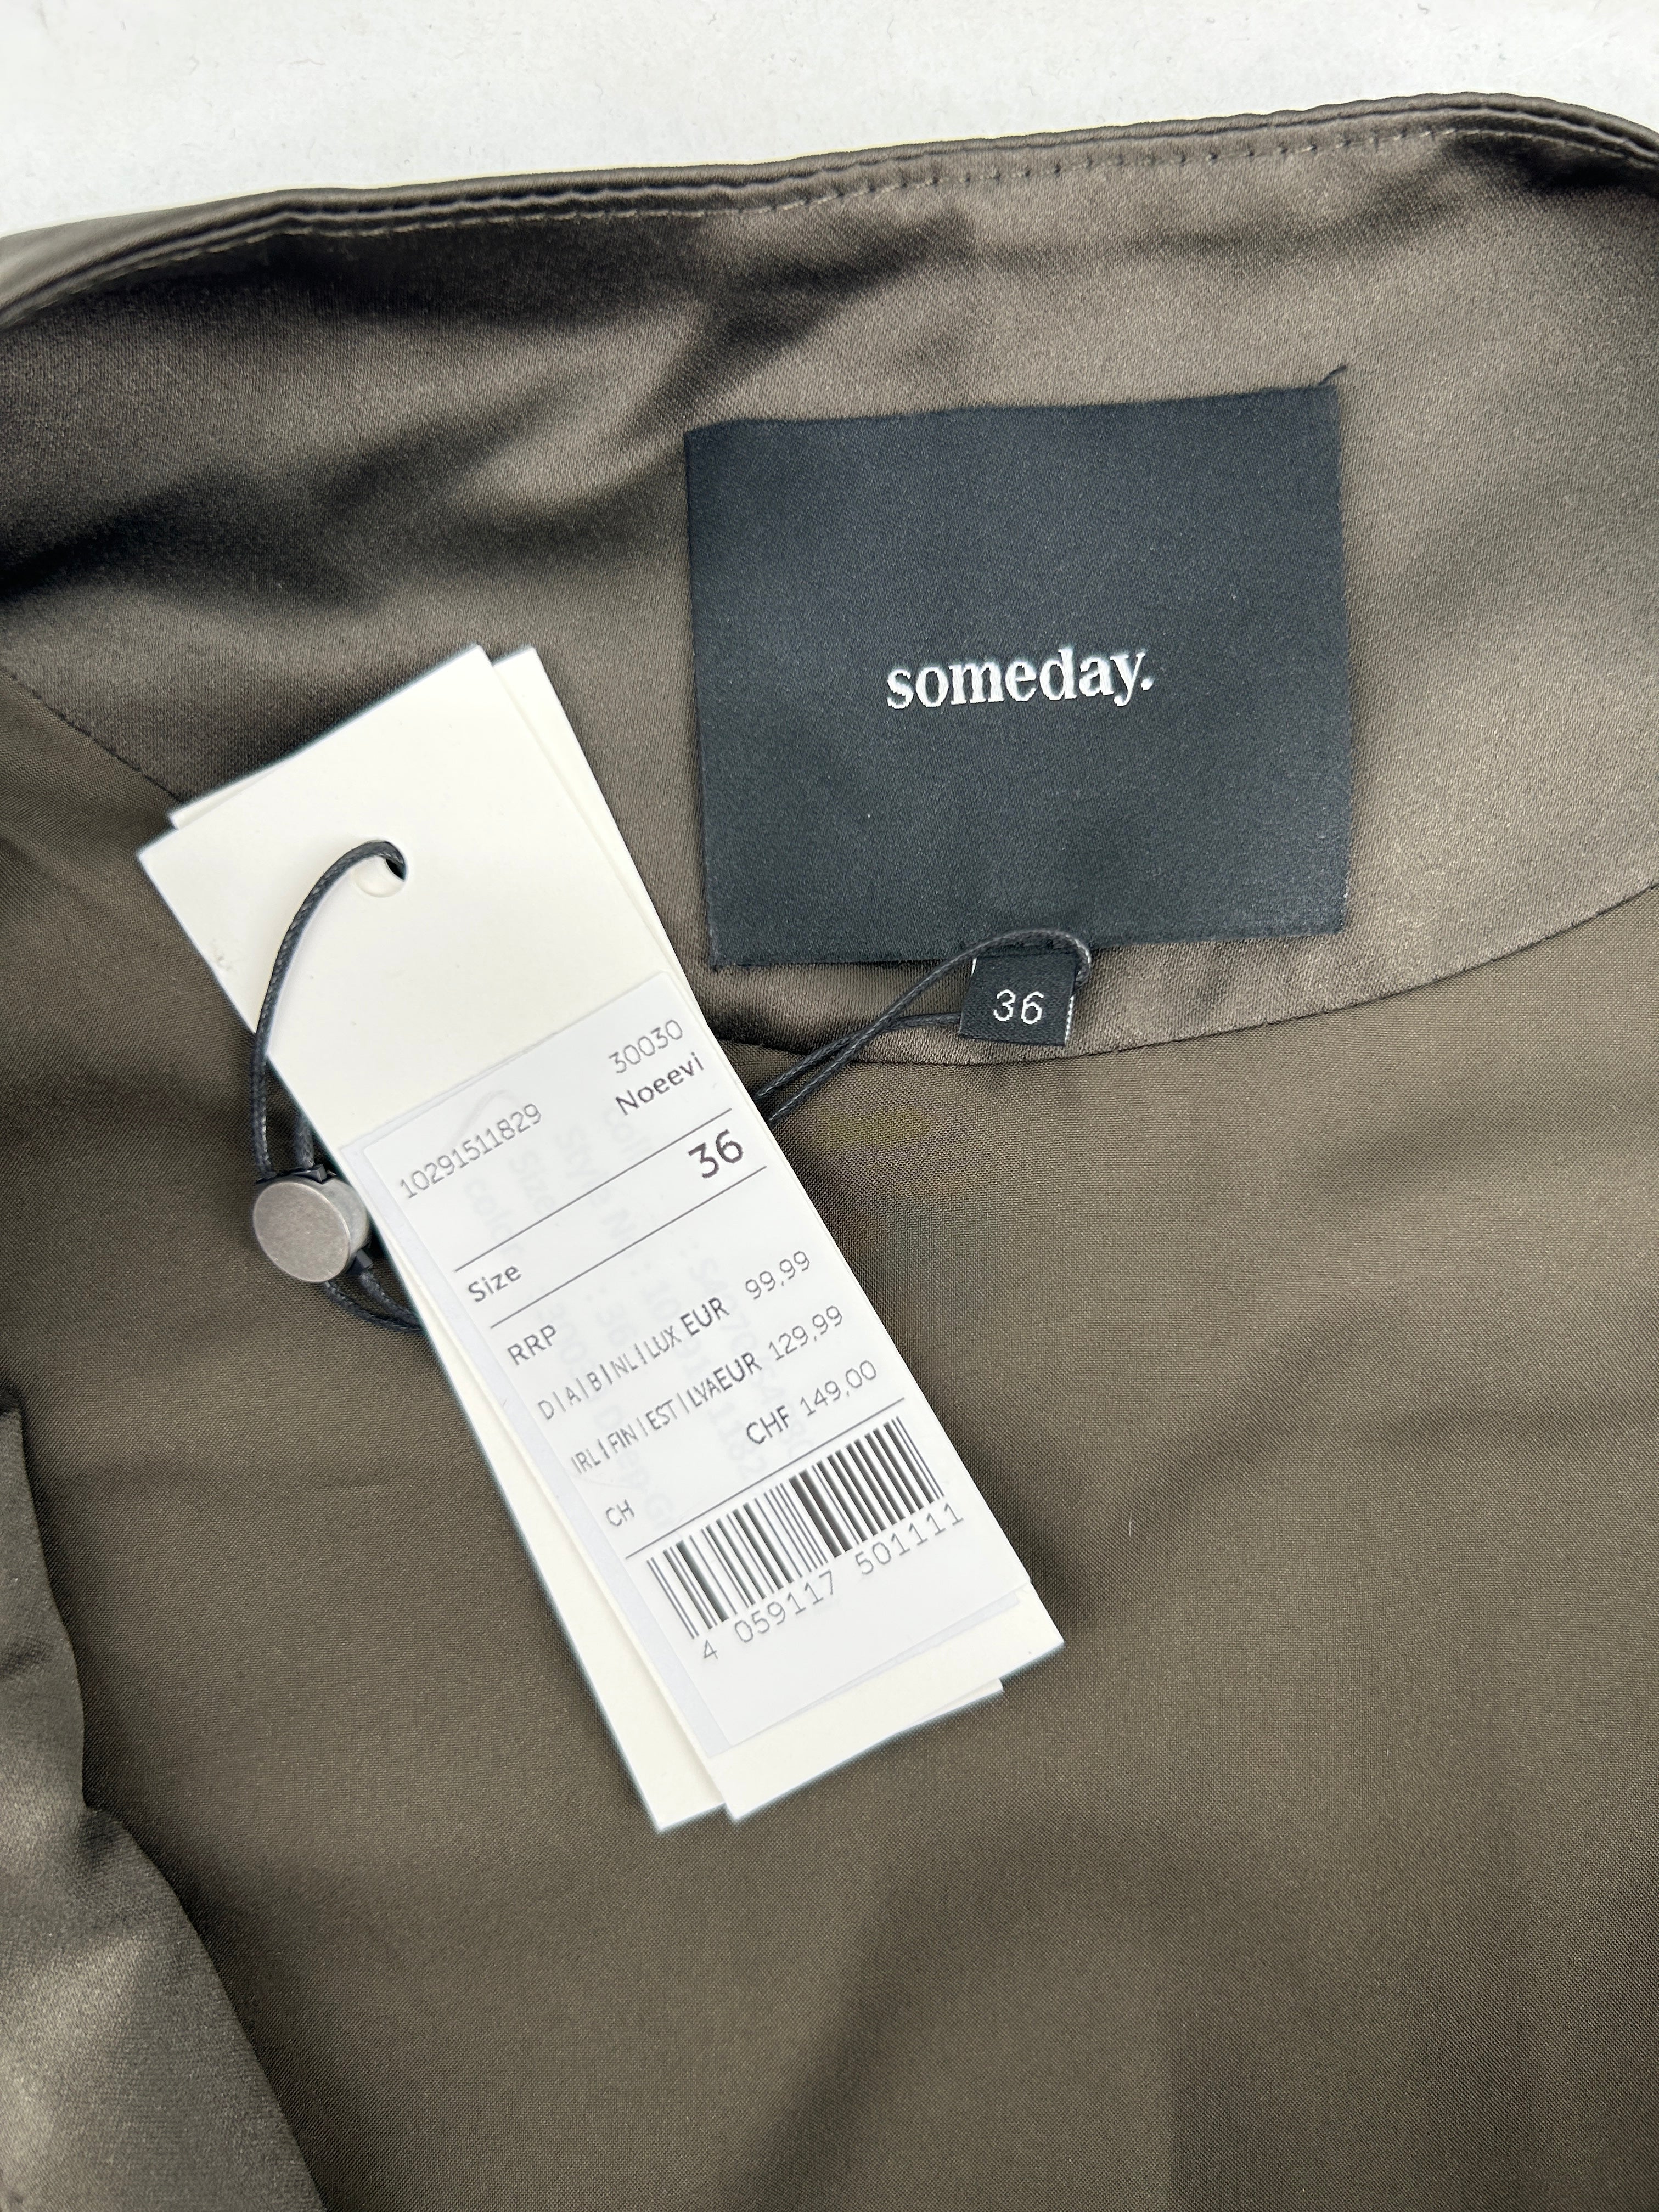 someday.
36
30030
10291511829 Noeevi
Size 36
RRP
D|A|B|NL|LUX EUR 99,99
IRL|FIN|EST|LVA EUR 129,99
CH CHF 149,00
4 059117 501111